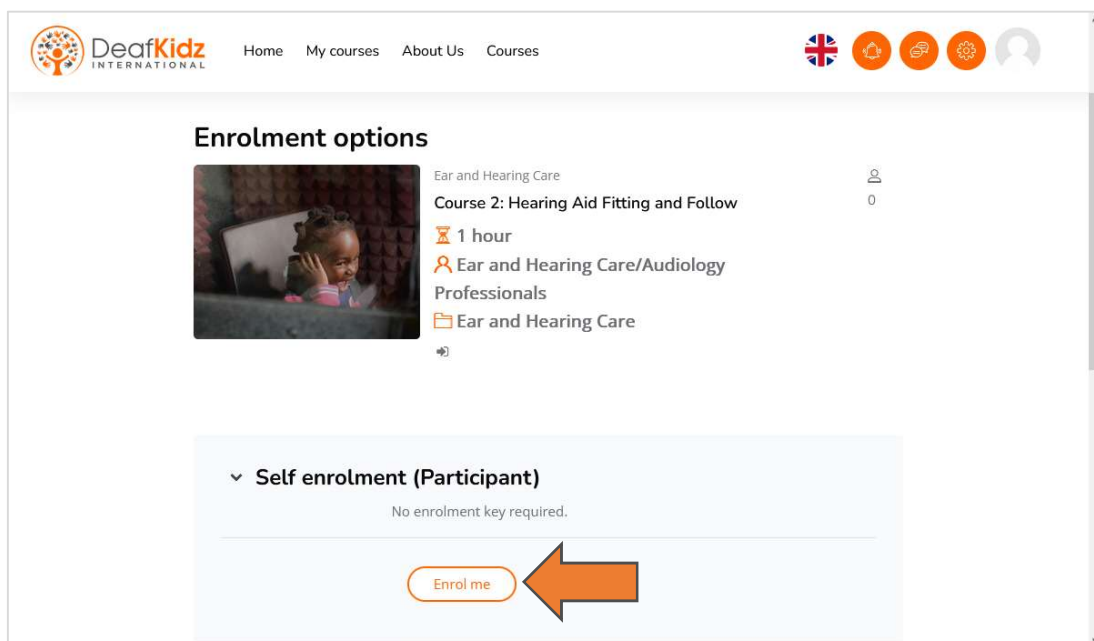 DeafKidz
INTERNATIONAL
Home My courses About Us Courses
Enrolment options
Ear and Hearing Care
Course 2: Hearing Aid Fitting and Follow
0
1 hour
Ear and Hearing Care/Audiology
Professionals
Ear and Hearing Care
Self enrolment (Participant)
No enrolment key required.
Enrol me